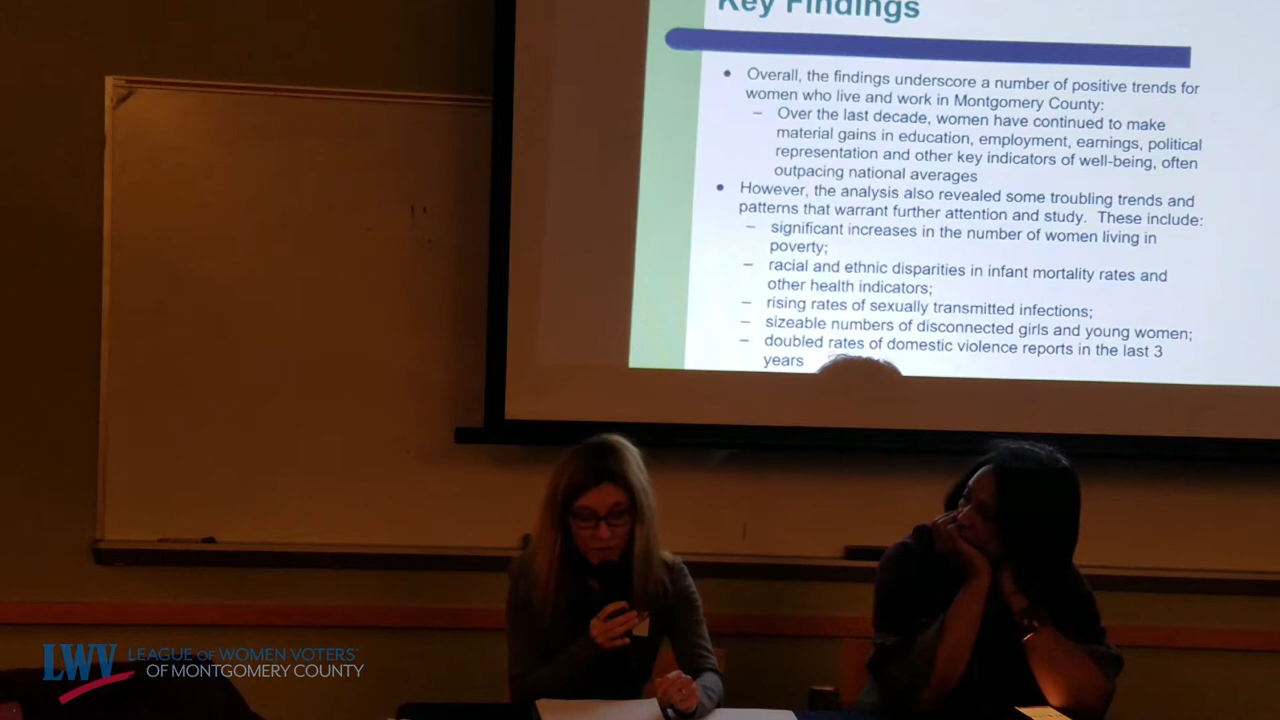 Key Findings
• Overall, the findings underscore a number of positive trends for
women who live and work in Montgomery County:
– Over the last decade, women have continued to make
material gains in education, employment, earnings, political
representation and other key indicators of well-being, often
outpacing national averages
• However, the analysis also revealed some troubling trends and
patterns that warrant further attention and study. These include:
– significant increases in the number of women living in
poverty;
– racial and ethnic disparities in infant mortality rates and
other health indicators;
– rising rates of sexually transmitted infections;
– sizeable numbers of disconnected girls and young women;
– doubled rates of domestic violence reports in the last 3
years
LWV LEAGUE OF WOMEN VOTERS
OF MONTGOMERY COUNTY